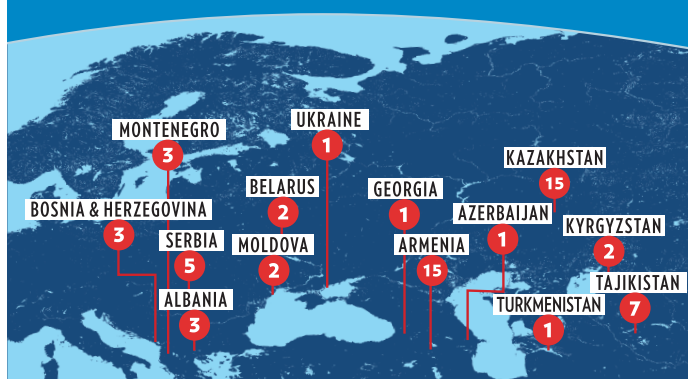 UKRAINE
1
MONTENEGRO
3
KAZAKHSTAN
15
BELARUS
2
GEORGIA
1
BOSNIA & HERZEGOVINA
3
AZERBAIJAN
1
KYRGYZSTAN
2
SERBIA
5
MOLDOVA
2
ARMENIA
15
TAJIKISTAN
7
ALBANIA
3
TURKMENISTAN
1